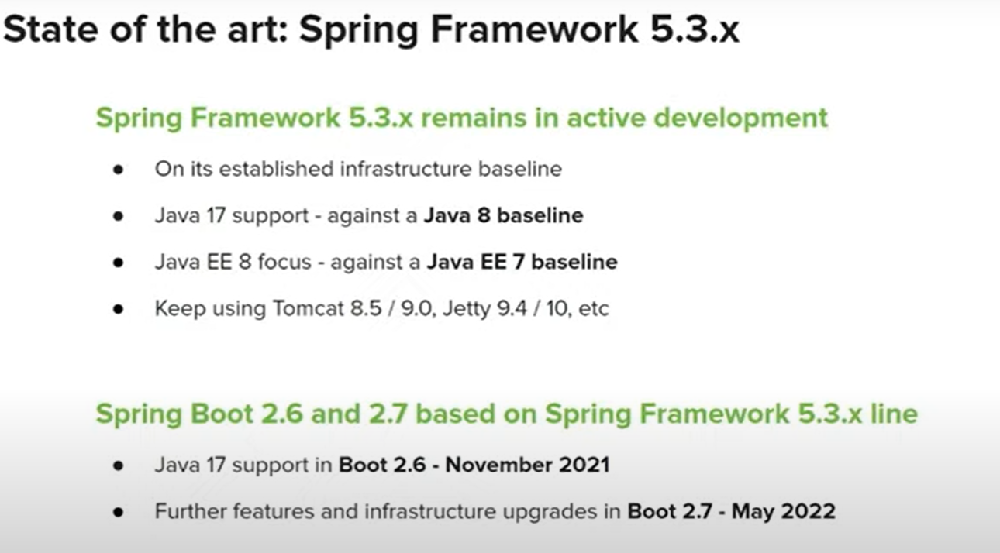 State of the art: Spring Framework 5.3.x
Spring Framework 5.3.x remains in active development
● On its established infrastructure baseline
● Java 17 support - against a Java 8 baseline
● Java EE 8 focus - against a Java EE 7 baseline
● Keep using Tomcat 8.5 / 9.0, Jetty 9.4 / 10, etc
Spring Boot 2.6 and 2.7 based on Spring Framework 5.3.x line
● Java 17 support in Boot 2.6 - November 2021
● Further features and infrastructure upgrades in Boot 2.7 - May 2022